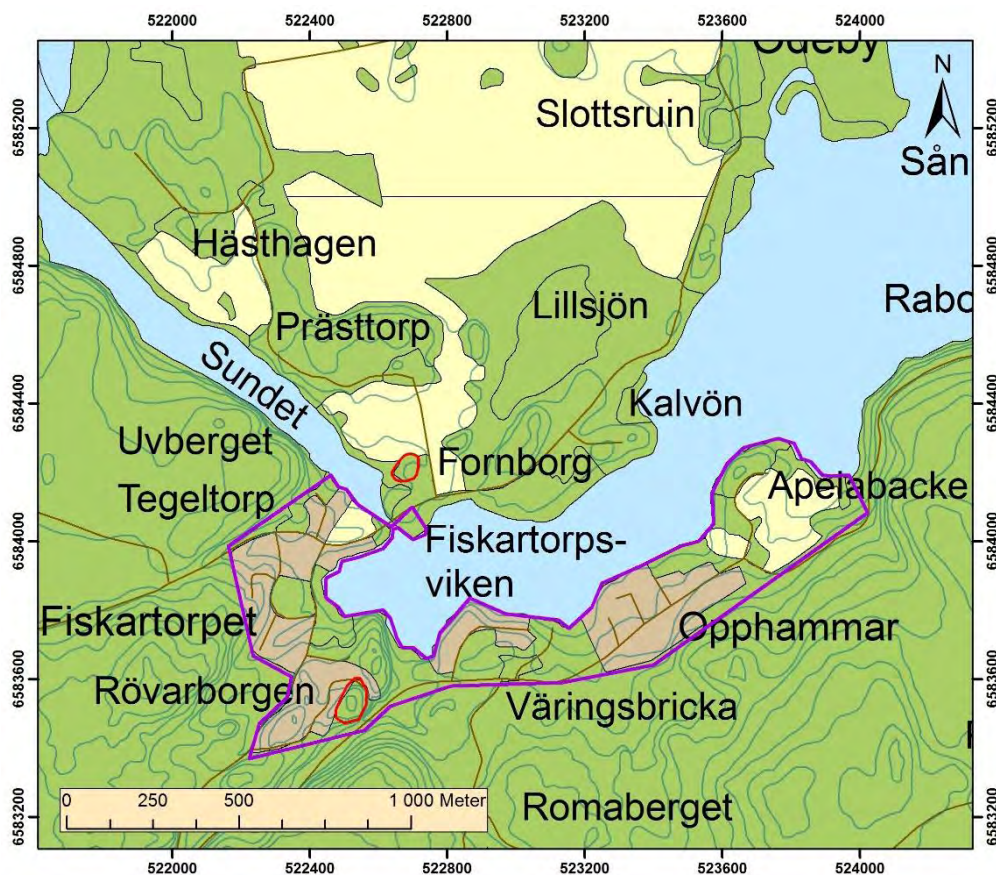 522000 522400 522800 523200 523600 524000
Ödeby
N
6585200
Slottsruin
6585200
Sån
Hästhagen
6584800
6584800
Rabo
Lillsjön
Prästtorp
Sundet
6584400
Kalvön
6584400
Uvberget
Fornborg
Tegeltorp
Apelabacke
6584000
Fiskartorps-
viken
6584000
Fiskartorpet
Opphammar
Rövarborgen
6583600
6583600
Väringsbricka
0 250 500 1 000 Meter
Romaberget
6583200
6583200
522000 522400 522800 523200 523600 524000